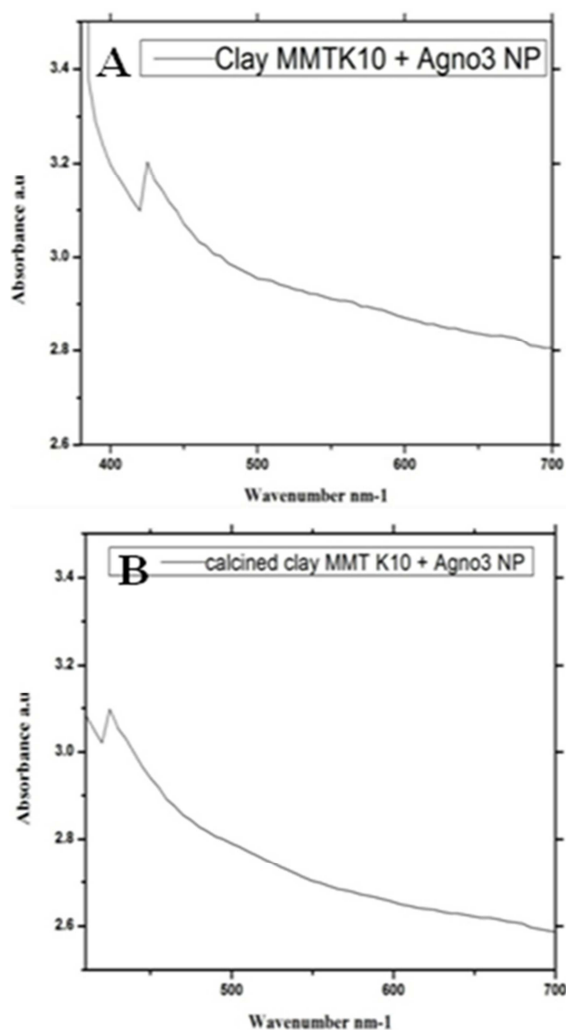 A
Clay MMTK10 + Agno3 NP
Absorbance a.u
3.4
3.2
3.0
2.8
2.6
400
500
600
700
Wavenumber nm-1
B
calcined clay MMT K10 + Agno3 NP
Absorbance a.u
3.4
3.2
3.0
2.8
2.6
500
600
700
Wavenumber nm-1